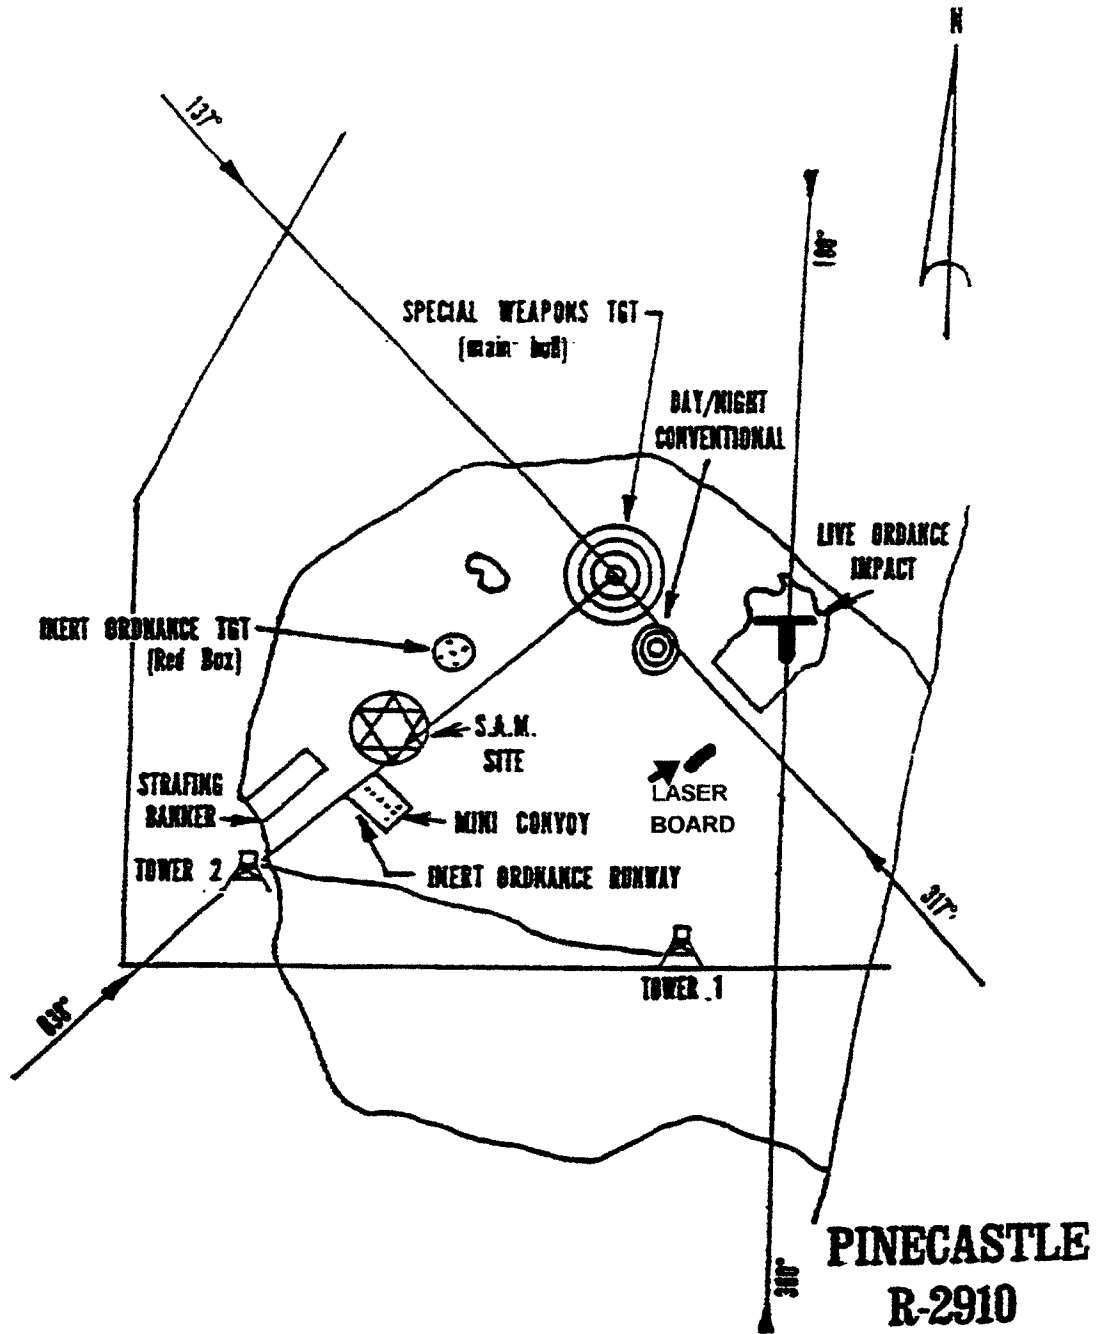 N
137°
180°
SPECIAL WEAPONS TGT
(main bull)
DAY/NIGHT
CONVENTIONAL
LIVE ORDANCE
IMPACT
INERT ORDNANCE TGT
(Red Box)
S.A.M.
SITE
STRAFING
BANKER
LASER
BOARD
MINI CONVOY
TOWER 2
INERT ORDNANCE RUNWAY
317°
TOWER 1
038°
360°
PINECASTLE
R-2910